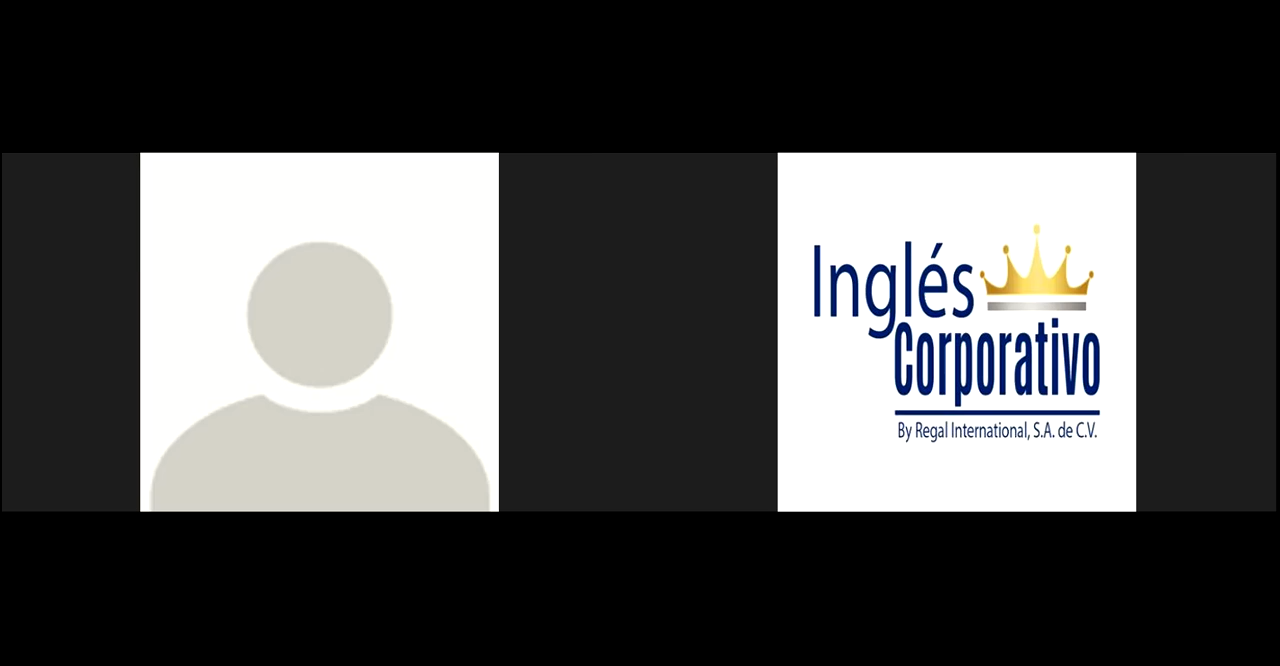 Inglés
Corporativo
By Regal International, S.A. de C.V.